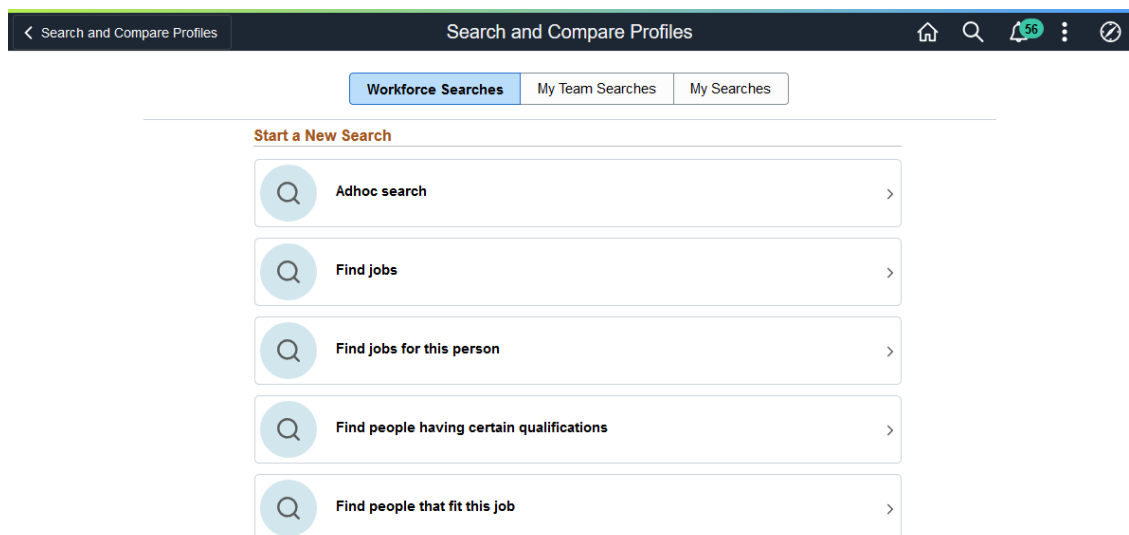 Search and Compare Profiles
Search and Compare Profiles
56
Workforce Searches
My Team Searches
My Searches
Start a New Search
Adhoc search
Find jobs
Find jobs for this person
Find people having certain qualifications
Find people that fit this job